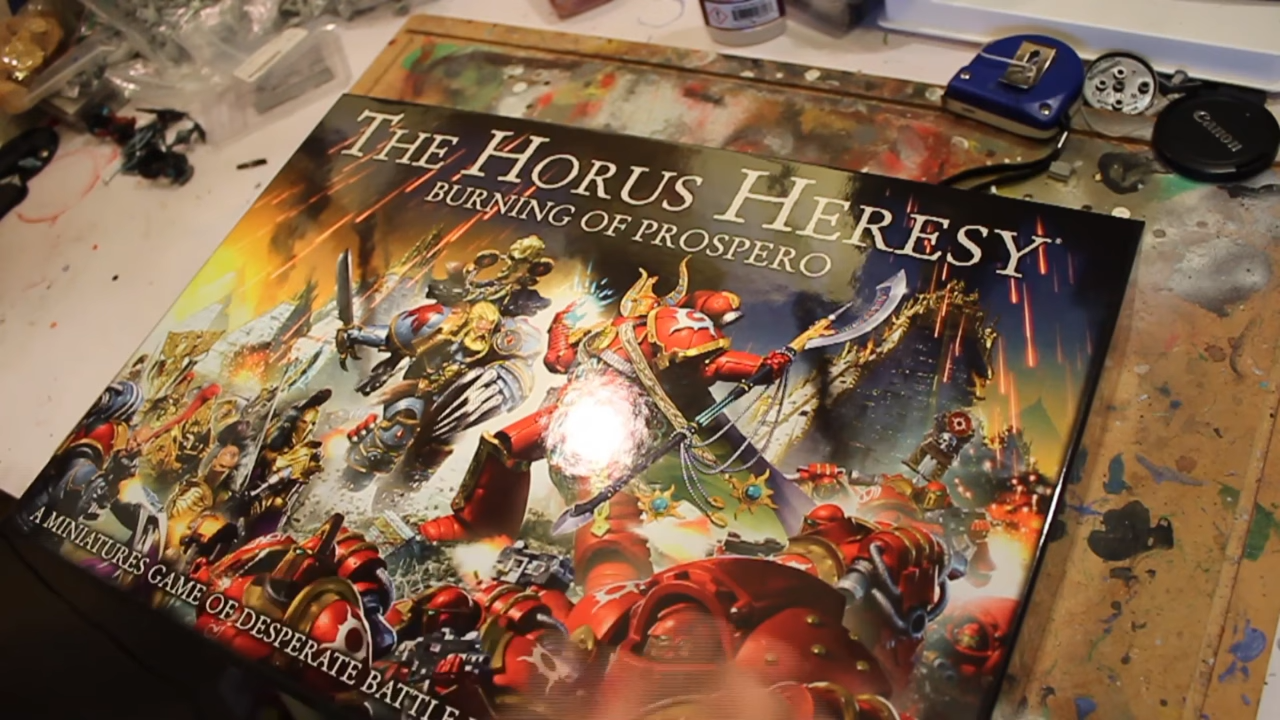 THE HORUS HERESY
BURNING OF PROSPERO
A MINIATURES GAME OF DESPERATE BATTLE
Canon